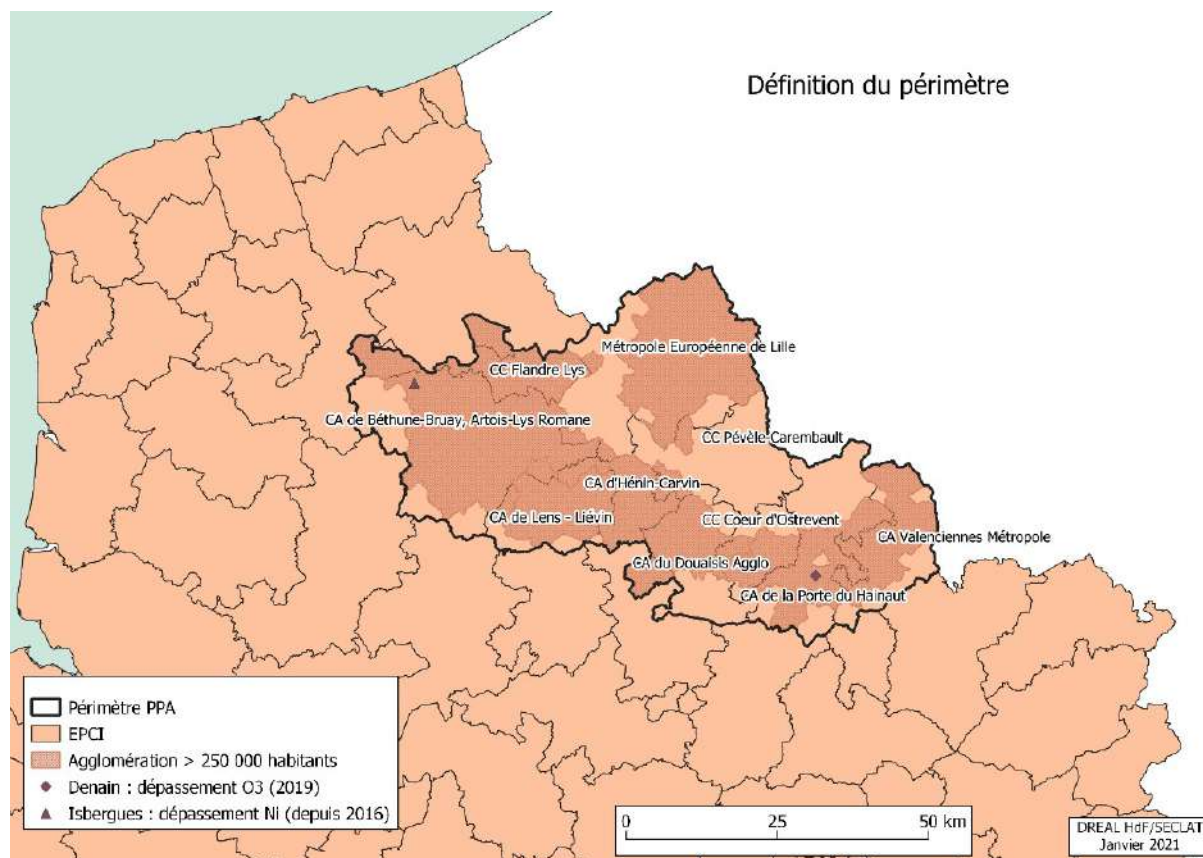 Définition du périmètre
Métropole Européenne de Lille
CC Flandre Lys
CA de Béthune-Bruay, Artois-Lys Romane
CC Pévèle-Carembault
CA d'Hénin-Carvin
CA de Lens - Liévin
CC Coeur d'Ostrevent
CA Valenciennes Métropole
CA du Douaisis Agglo
CA de la Porte du Hainaut
Périmètre PPA
EPCI
Agglomération > 250 000 habitants
Denain : dépassement O3 (2019)
Isbergues : dépassement Ni (depuis 2016)
0 25 50 km
DREAL HdF/SECLAT
Janvier 2021